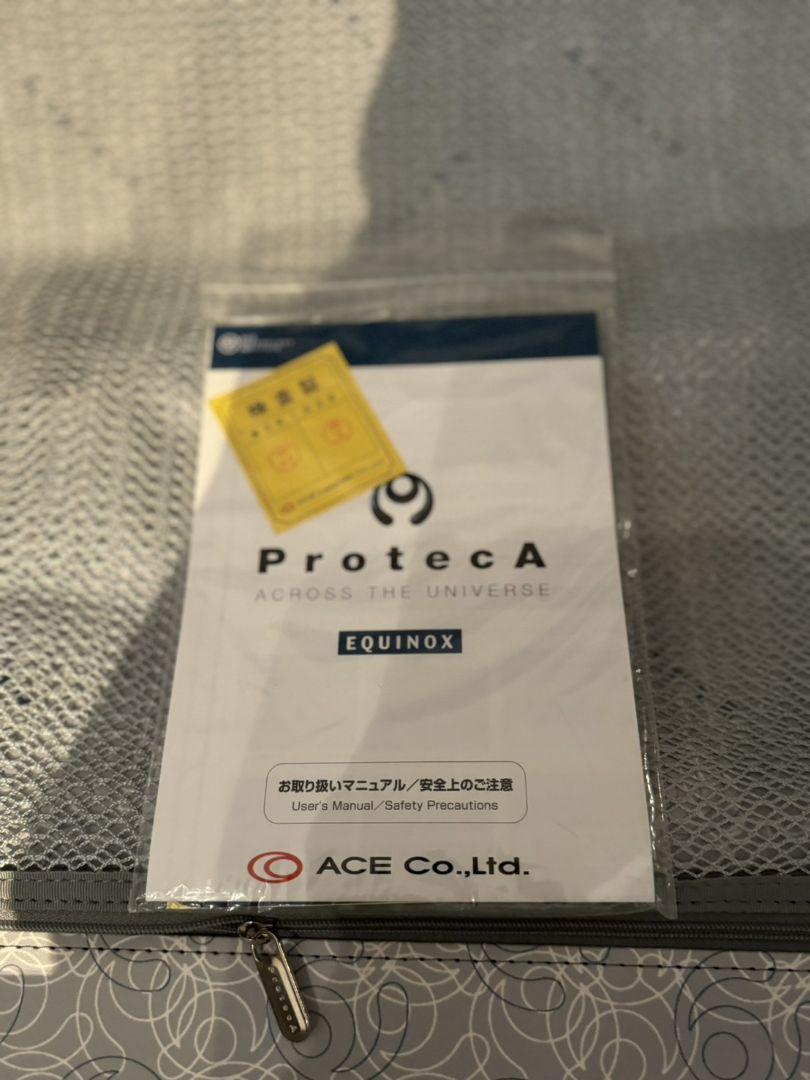 検査証
ProtecA
ACROSS THE UNIVERSE
EQUINOX
お取り扱いマニュアル／安全上のご注意
User's Manual／Safety Precautions
ACE Co.,Ltd.
ProtecA